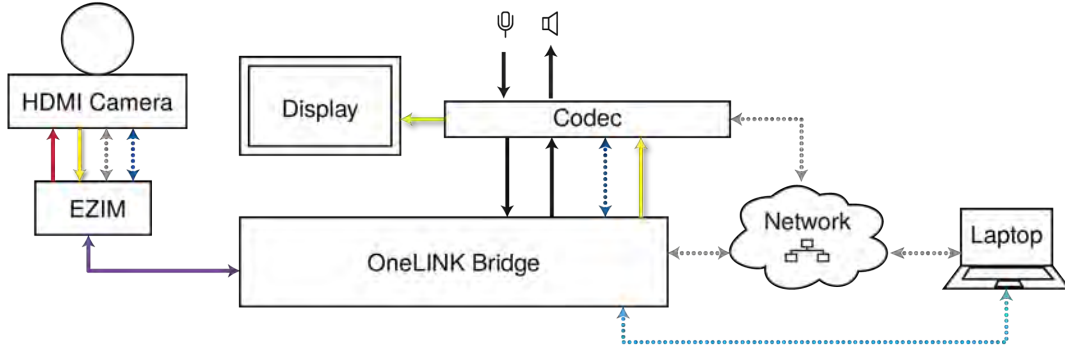 HDMI Camera
Display
Codec
EZIM
Network
Laptop
OneLINK Bridge